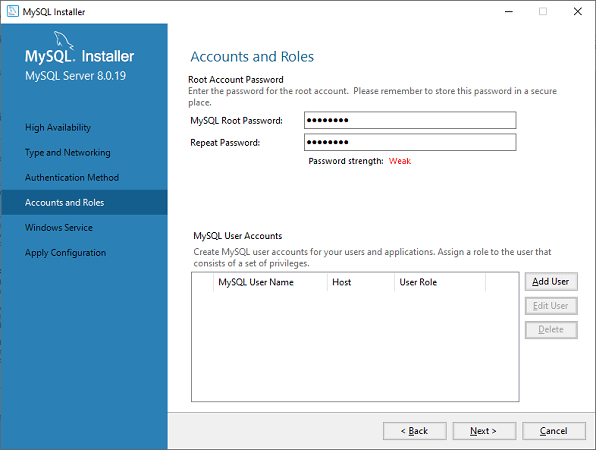 MySQL Installer
MySQL. Installer
MySQL Server 8.0.19
High Availability
Type and Networking
Authentication Method
Accounts and Roles
Windows Service
Apply Configuration
Accounts and Roles
Root Account Password
Enter the password for the root account. Please remember to store this password in a secure
place.
MySQL Root Password: ●●●●●●●●
Repeat Password: ●●●●●●●●
Password strength: Weak
MySQL User Accounts
Create MySQL user accounts for your users and applications. Assign a role to the user that
consists of a set of privileges.
MySQL User Name Host User Role
Add User
Edit User
Delete
< Back Next > Cancel